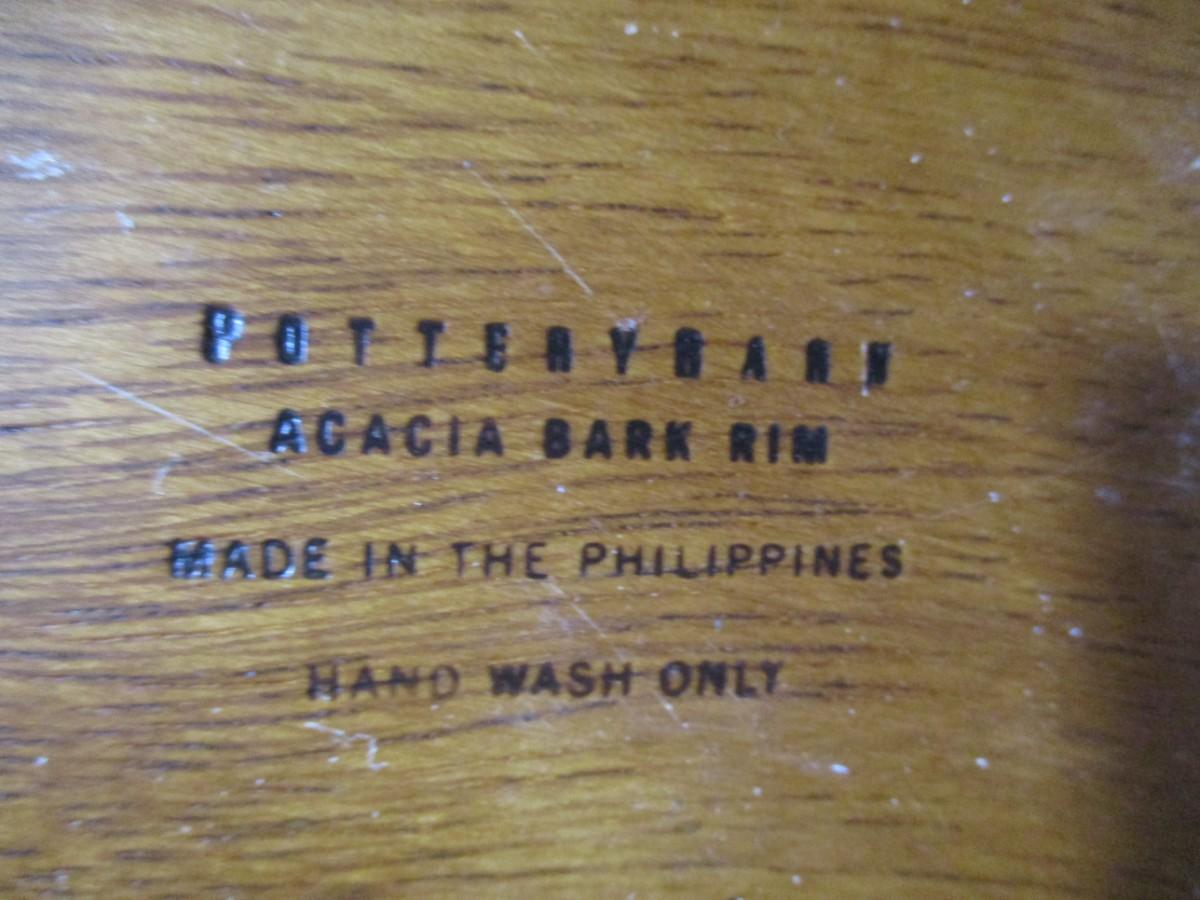 POTTERYBARN
ACACIA BARK RIM
MADE IN THE PHILIPPINES
HAND WASH ONLY